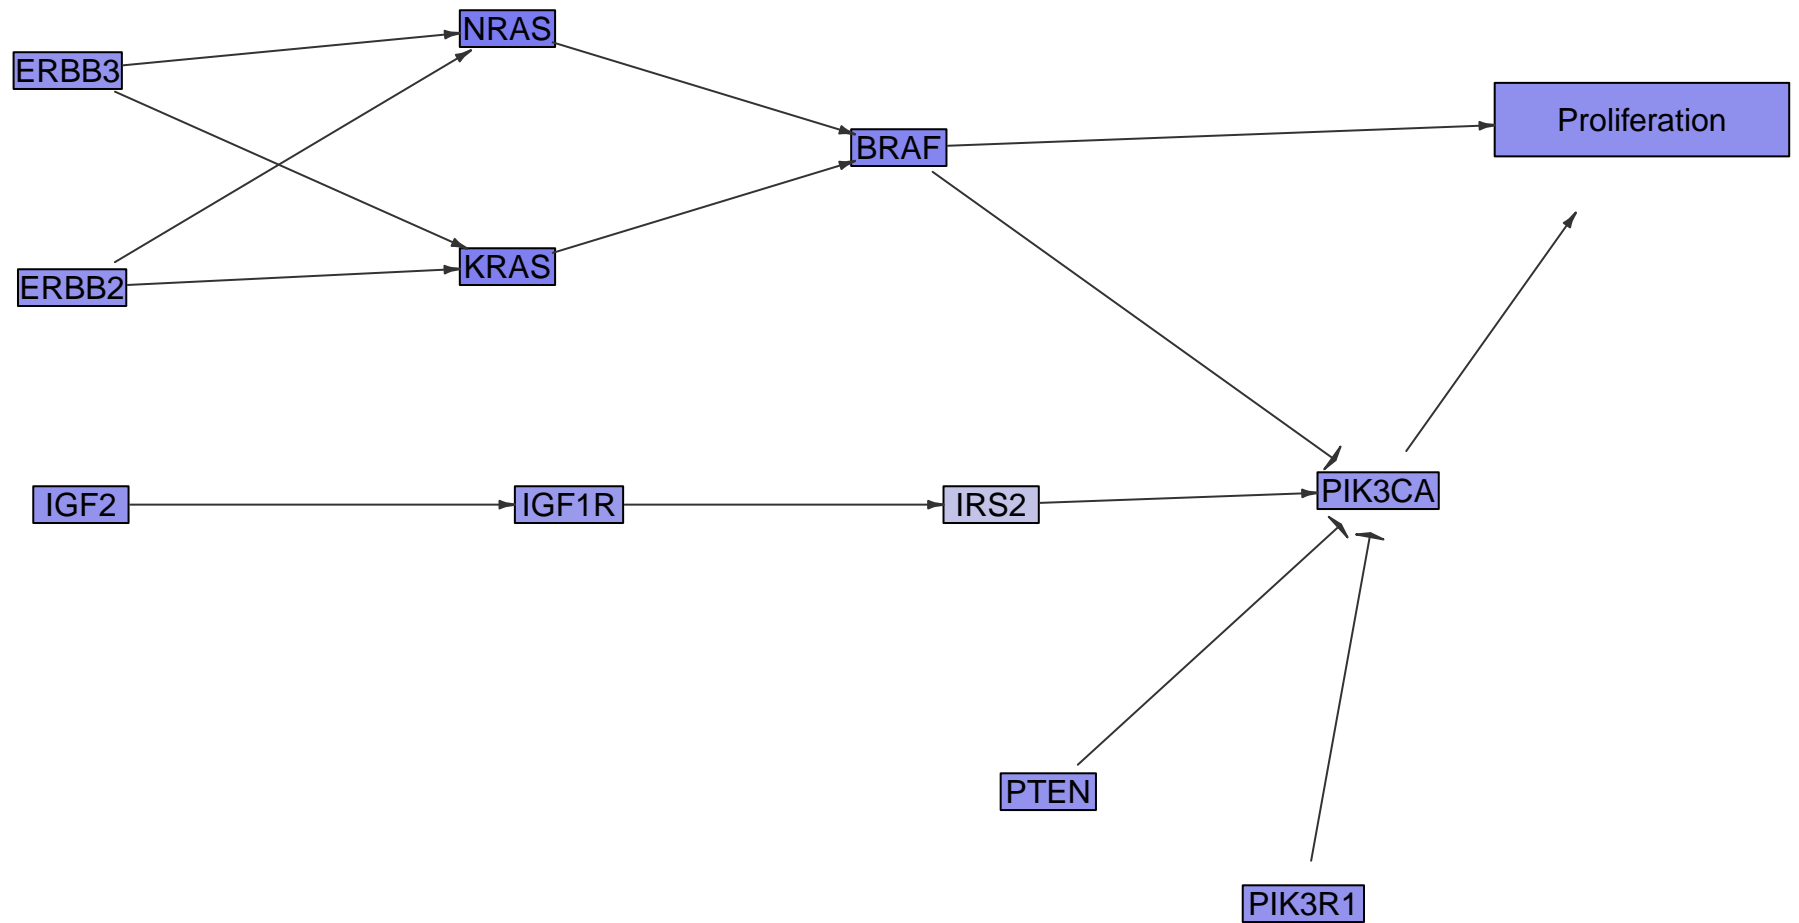 NRAS
ERBB3
Proliferation
BRAF
KRAS
ERBB2
IGF2
IGF1R
IRS2
PIK3CA
PTEN
PIK3R1